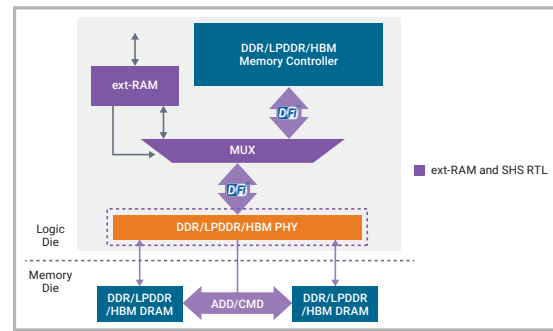 DDR/LPDDR/HBM
Memory Controller
ext-RAM
DFi
MUX
ext-RAM and SHS RTL
DFi
DDR/LPDDR/HBM PHY
Logic
Die
Memory
Die
DDR/LPDDR
/HBM DRAM
ADD/CMD
DDR/LPDDR
/HBM DRAM